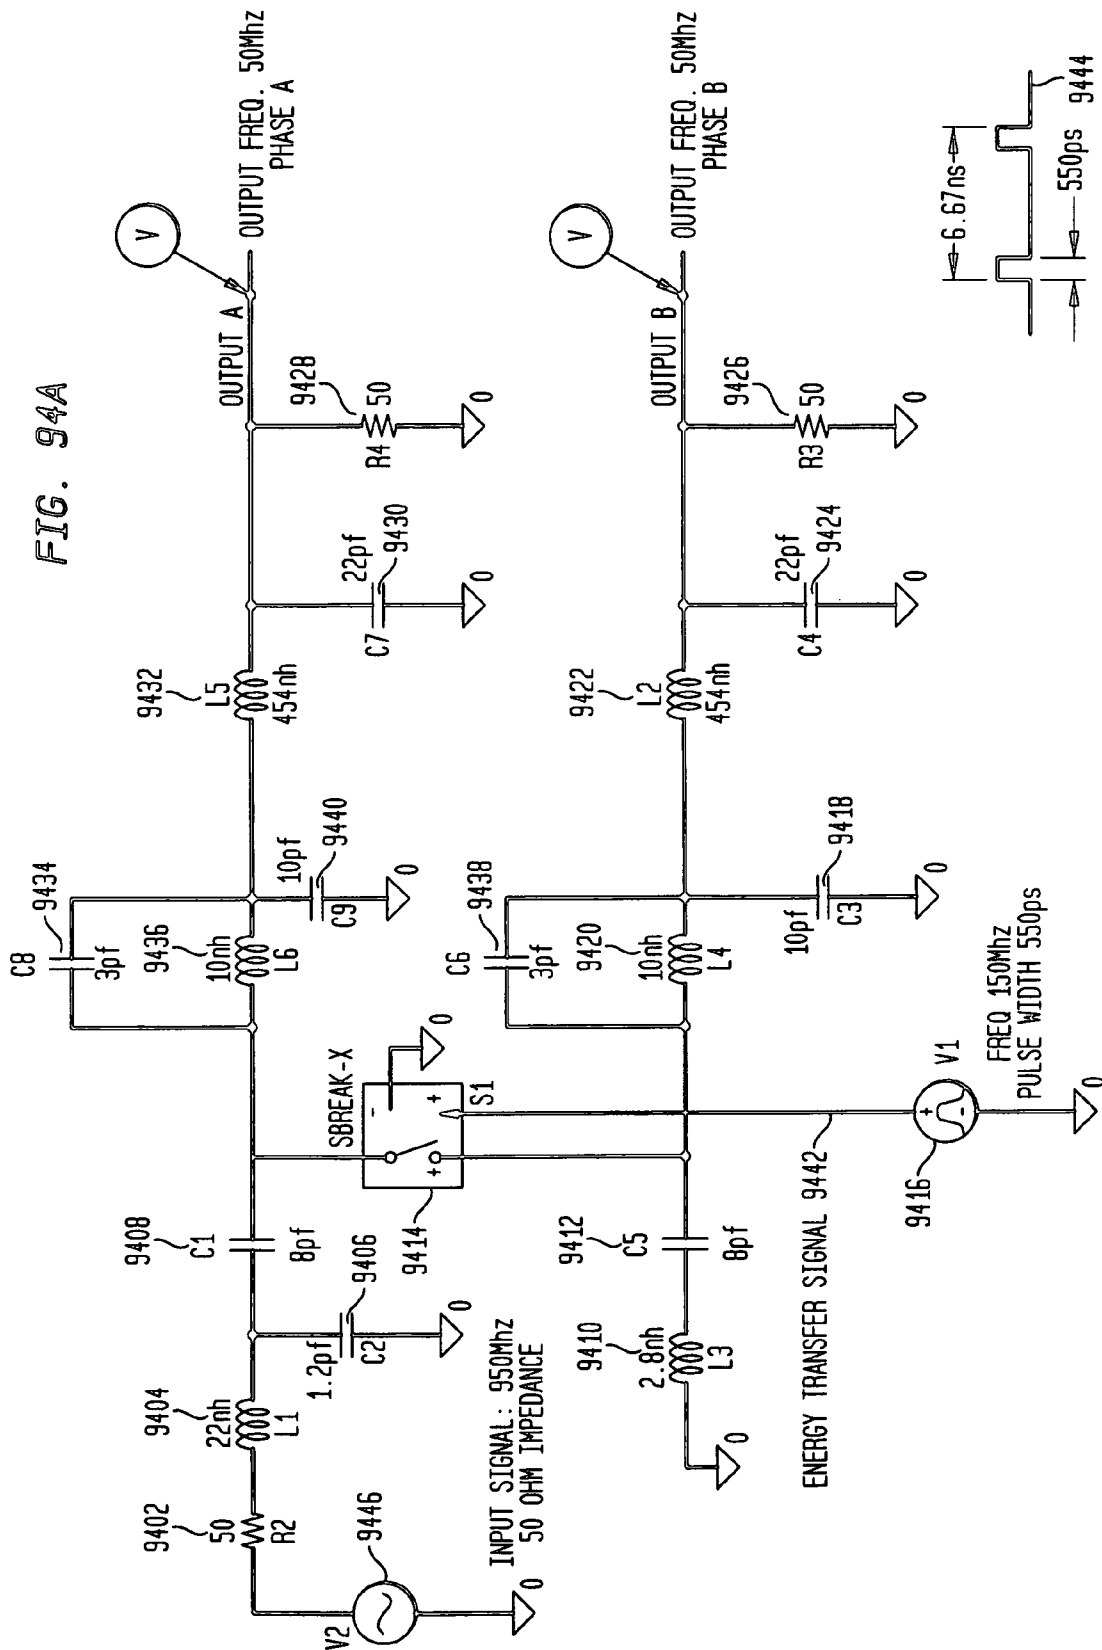 FIG. 94A
C8
9434
3pf
9436
10nh
L6
10pf
9440
C9
0
9432
L5
454nh
22pf
9430
C7
0
9428
R4
50
0
OUTPUT A
V
OUTPUT FREQ. 50Mhz
PHASE A
9402
50
R2
V2
9446
0
9404
22nh
L1
1.2pf
9406
C2
0
9408
C1
8pf
INPUT SIGNAL: 950Mhz
50 OHM IMPEDANCE
SBREAK-X
-
0
+
+
S1
9414
9410
2.8nh
L3
0
9412
C5
8pf
C6
9438
3pf
9420
10nh
L4
10pf
9418
C3
0
9422
L2
454nh
22pf
9424
C4
0
9426
R3
50
0
OUTPUT B
V
OUTPUT FREQ. 50Mhz
PHASE B
ENERGY TRANSFER SIGNAL 9442
9416
+
-
V1
FREQ 150Mhz
PULSE WIDTH 550ps
0
6.67ns
550ps
9444